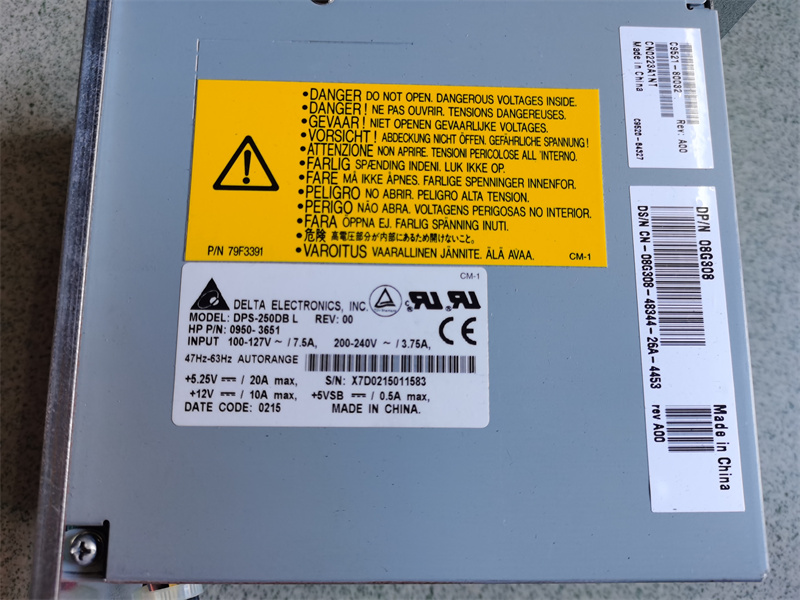 •DANGER DO NOT OPEN. DANGEROUS VOLTAGES INSIDE.
•DANGER! NE PAS OUVRIR. TENSIONS DANGEREUSES.
•GEVAAR! NIET OPENEN GEVAARLIJKE VOLTAGES.
•VORSICHT! ABDECKUNG NICHT ÖFFEN. GEFÄHRLICHE SPANNUNG!
•ATTENZIONE NON APRIRE. TENSIONI PERICOLOSE ALL 'INTERNO.
•FARLIG SPÆNDING INDENI. LUK IKKE OP.
•FARE MÅ IKKE ÅPNES. FARLIGE SPENNINGER INNENFOR.
•PELIGRO NO ABRIR. PELIGRO ALTA TENSION.
•PERIGO NÃO ABRA. VOLTAGENS PERIGOSAS NO INTERIOR.
•FARA ÖPPNA EJ. FARLIG SPÄNNING INUTI.
•危険 高電圧部分が内部にあるため開けないこと。
•VAROITUS VAARALLINEN JÄNNITE. ÄLÄ AVAA.
P/N 79F3391
CM-1
CM-1
DELTA ELECTRONICS, INC.
MODEL: DPS-250DB L REV: 00
HP P/N: 0950-3651
INPUT 100-127V ~ / 7.5A, 200-240V ~ / 3.75A,
47Hz-63Hz AUTORANGE
+5.25V ⎓ / 20A max, S/N: X7D0215011583
+12V ⎓ / 10A max, +5VSB ⎓ / 0.5A max,
DATE CODE: 0215 MADE IN CHINA.
C9521-80032 Rev: A00
CN0223A1NT
Made in China C9520-84327
DP/N 08G308
DS/N CN-08G308-48344-26A-4453 rev A00
Made in China